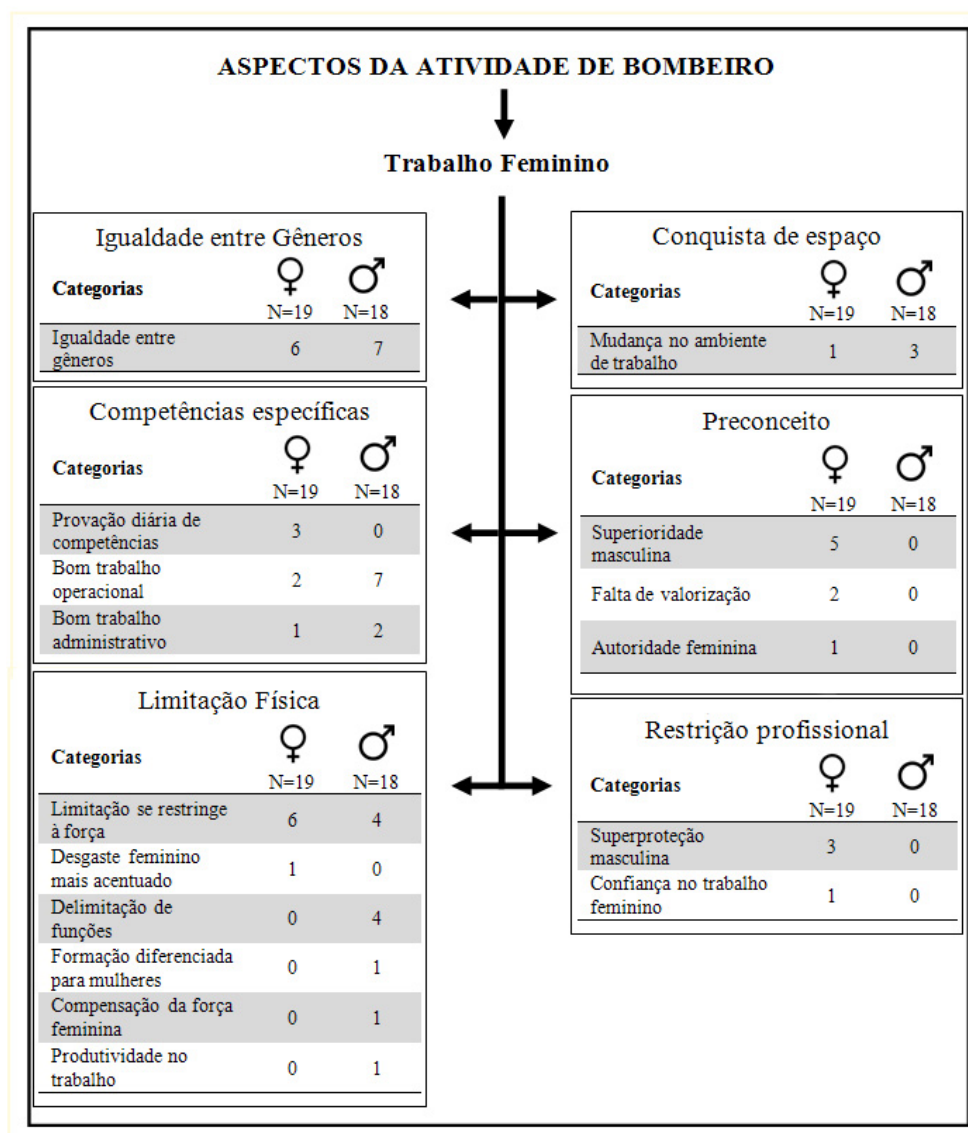 ASPECTOS DA ATIVIDADE DE BOMBEIRO
Trabalho Feminino
Igualdade entre Gêneros
Categorias
N=19 N=18
Igualdade entre
gêneros
6 7
Competências específicas
Categorias
N=19 N=18
Provação diária de
competências
3 0
Bom trabalho
operacional
2 7
Bom trabalho
administrativo
1 2
Limitação Física
Categorias
N=19 N=18
Limitação se restringe
à força
6 4
Desgaste feminino
mais acentuado
1 0
Delimitação de
funções
0 4
Formação diferenciada
para mulheres
0 1
Compensação da força
feminina
0 1
Produtividade no
trabalho
0 1
Conquista de espaço
Categorias
N=19 N=18
Mudança no ambiente
de trabalho
1 3
Preconceito
Categorias
N=19 N=18
Superioridade
masculina
5 0
Falta de valorização 2 0
Autoridade feminina 1 0
Restrição profissional
Categorias
N=19 N=18
Superproteção
masculina
3 0
Confiança no trabalho
feminino
1 0